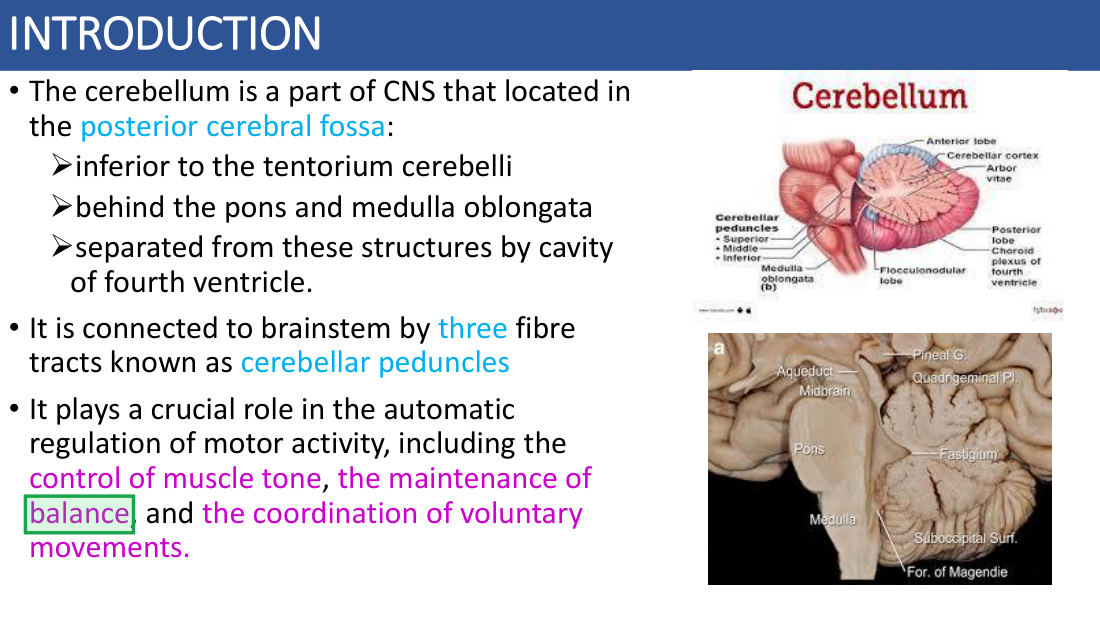 INTRODUCTION
• The cerebellum is a part of CNS that located in
the posterior cerebral fossa:
➢inferior to the tentorium cerebelli
➢behind the pons and medulla oblongata
➢separated from these structures by cavity
of fourth ventricle.
• It is connected to brainstem by three fibre
tracts known as cerebellar peduncles
• It plays a crucial role in the automatic
regulation of motor activity, including the
control of muscle tone, the maintenance of
balance, and the coordination of voluntary
movements.
Cerebellum
Anterior lobe
Cerebellar cortex
Arbor
vitae
Cerebellar
peduncles
• Superior
• Middle
• Inferior
Medulla
oblongata
(b)
Flocculonodular
lobe
Posterior
lobe
Choroid
plexus of
fourth
ventricle
a
Pineal G.
Aqueduct
Quadrigeminal Pl.
Midbrain
Pons
Fastigium
Medulla
Suboccipital Surf.
For. of Magendie